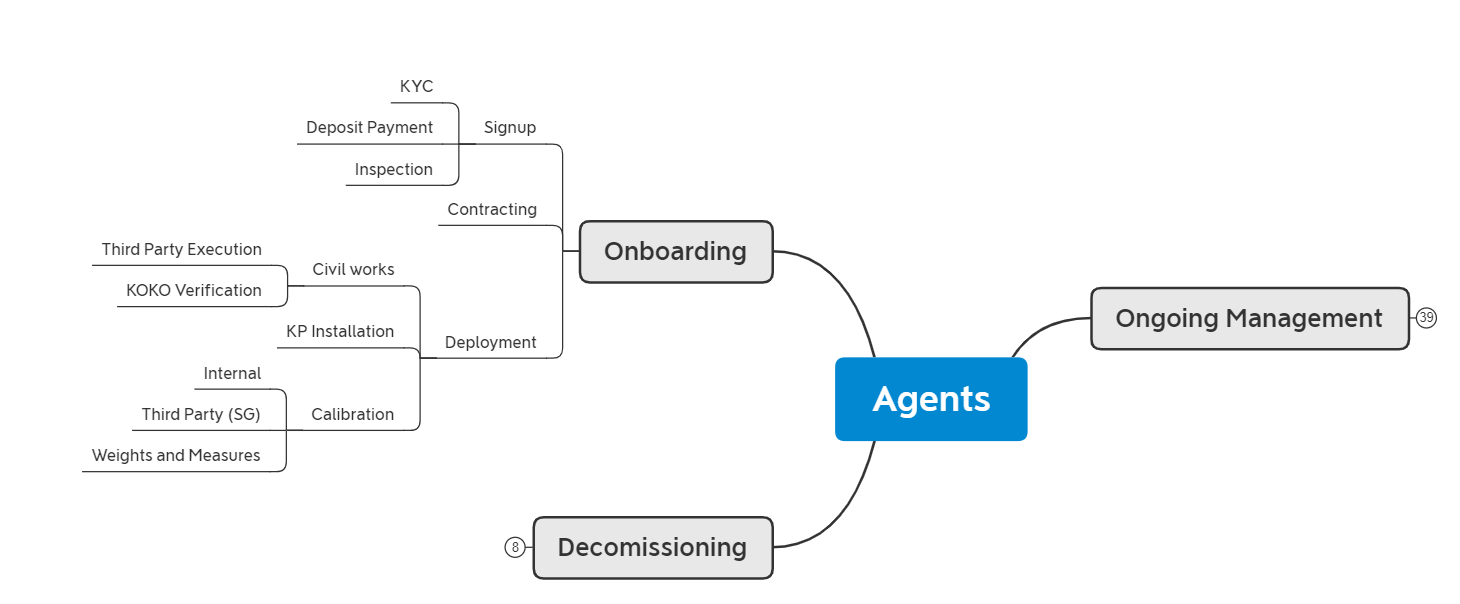 KYC
Deposit Payment
Signup
Inspection
Contracting
Third Party Execution
Civil works
KOKO Verification
KP Installation
Deployment
Internal
Third Party (SG)
Calibration
Weights and Measures
Onboarding
Ongoing Management
39
Agents
8
Decomissioning